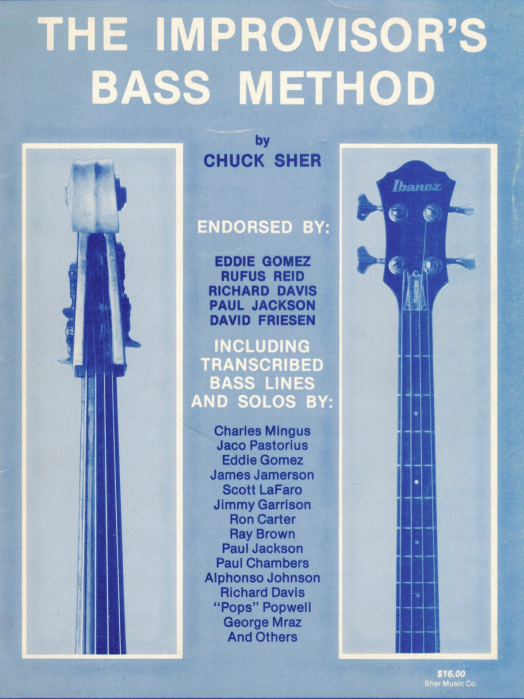 THE IMPROVISOR'S
BASS METHOD
by
CHUCK SHER
ENDORSED BY:
EDDIE GOMEZ
RUFUS REID
RICHARD DAVIS
PAUL JACKSON
DAVID FRIESEN
INCLUDING
TRANSCRIBED
BASS LINES
AND SOLOS BY:
Charles Mingus
Jaco Pastorius
Eddie Gomez
James Jamerson
Scott LaFaro
Jimmy Garrison
Ron Carter
Ray Brown
Paul Jackson
Paul Chambers
Alphonso Johnson
Richard Davis
"Pops" Popwell
George Mraz
And Others
Ibanez
$16.00
Sher Music Co.